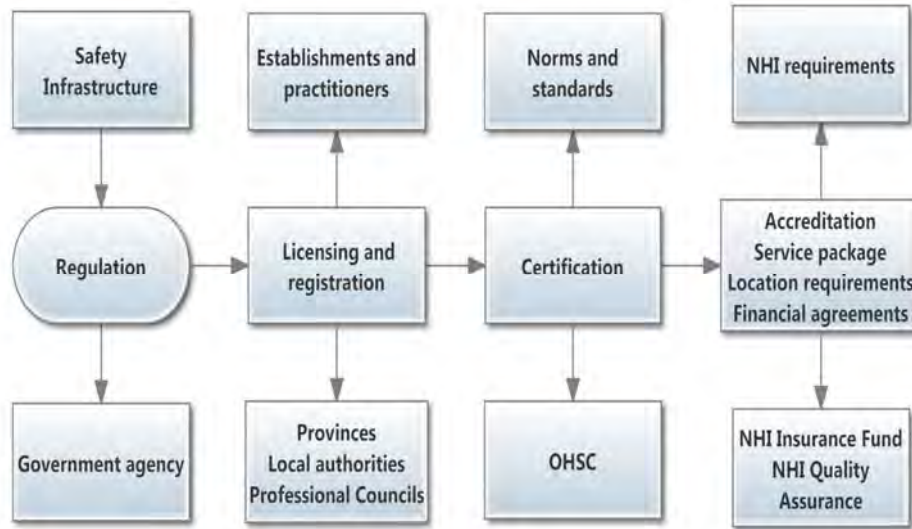 Safety
Infrastructure
Establishments and
practitioners
Norms and
standards
NHI requirements
Regulation
Licensing and
registration
Certification
Accreditation
Service package
Location requirements
Financial agreements
Government agency
Provinces
Local authorities
Professional Councils
OHSC
NHI Insurance Fund
NHI Quality
Assurance